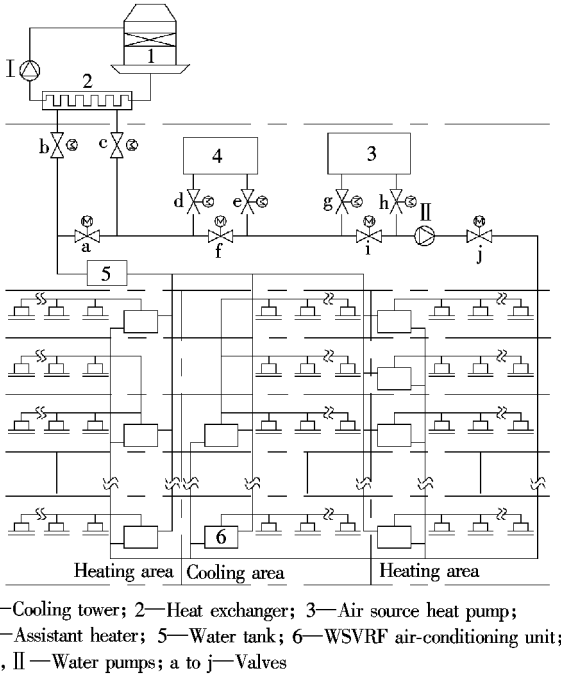 1
I
2
b
c
4
3
d
e
g
h
II
a
f
i
j
5
6
Heating area
Cooling area
Heating area
—Cooling tower; 2—Heat exchanger; 3—Air source heat pump;
—Assistant heater; 5—Water tank; 6—WSVRF air-conditioning unit;
, II—Water pumps; a to j—Valves